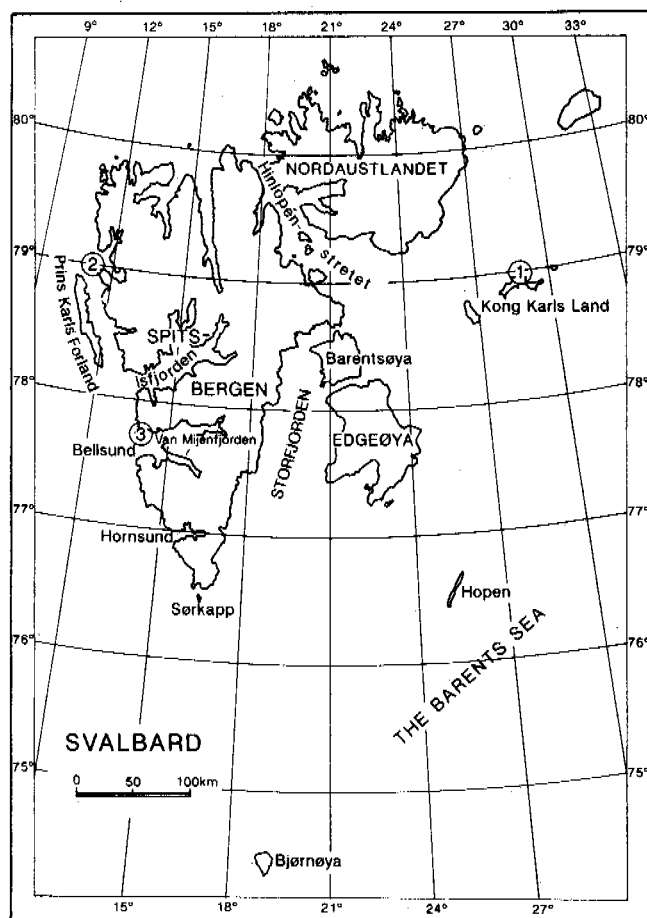 9° 12° 15° 18° 21° 24° 27° 30° 33°
80° 80°
NORDAUSTLANDET
Hinlopen-
stretet
79° 79°
①
②
Kong Karls Land
Prins Karls Forland
SPITS-
Isfjorden
Barentsøya
BERGEN
78° 78°
STORFJORDEN
EDGEØYA
③
Van Mijenfjorden
Bellsund
77° 77°
Hornsund
Hopen
Sørkapp
76° 76°
THE BARENTS SEA
SVALBARD
0 50 100km
75° 75°
Bjørnøya
15° 18° 21° 24° 27°